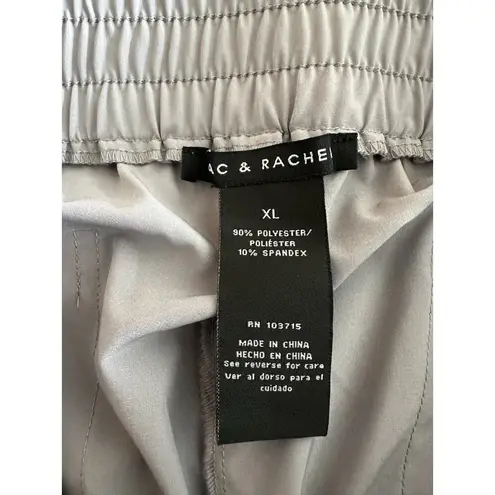 AC & RACHE
XL
90% POLYESTER/
POLIÉSTER
10% SPANDEX
RN 103715
MADE IN CHINA
HECHO EN CHINA
See reverse for care
Ver al dorso para el
cuidado